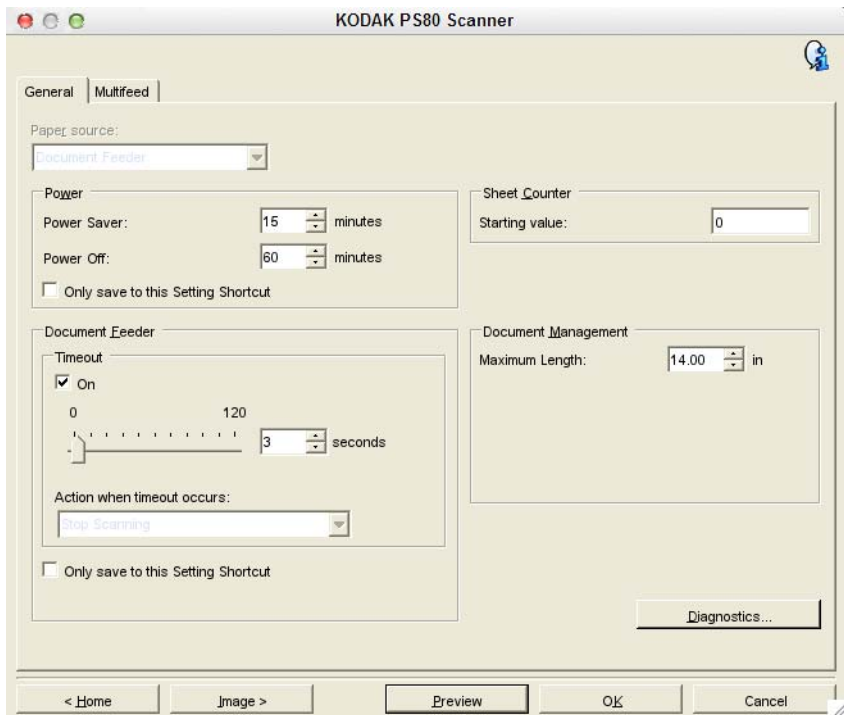 KODAK PS80 Scanner
General
Multifeed
Paper source:
Document Feeder
Power
Power Saver:
15
minutes
Power Off:
60
minutes
Only save to this Setting Shortcut
Sheet Counter
Starting value:
0
Document Feeder
Timeout
On
0
120
3
seconds
Action when timeout occurs:
Stop Scanning
Only save to this Setting Shortcut
Document Management
Maximum Length:
14.00
in
Diagnostics...
< Home
Image >
Preview
OK
Cancel